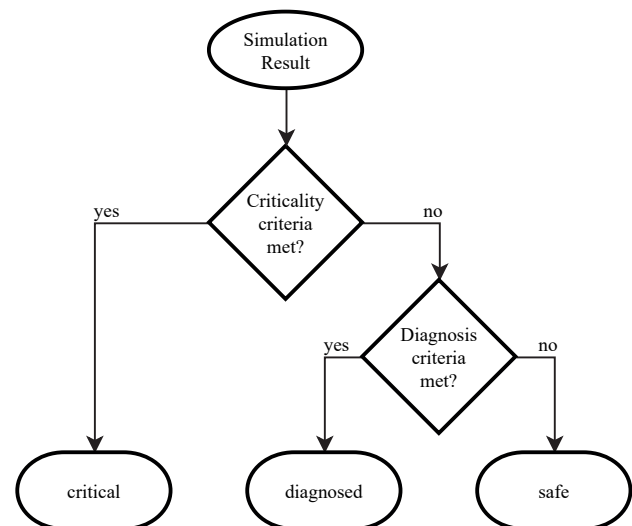 Simulation
Result
Criticality
criteria
met?
yes
no
Diagnosis
criteria
met?
yes
no
critical
diagnosed
safe